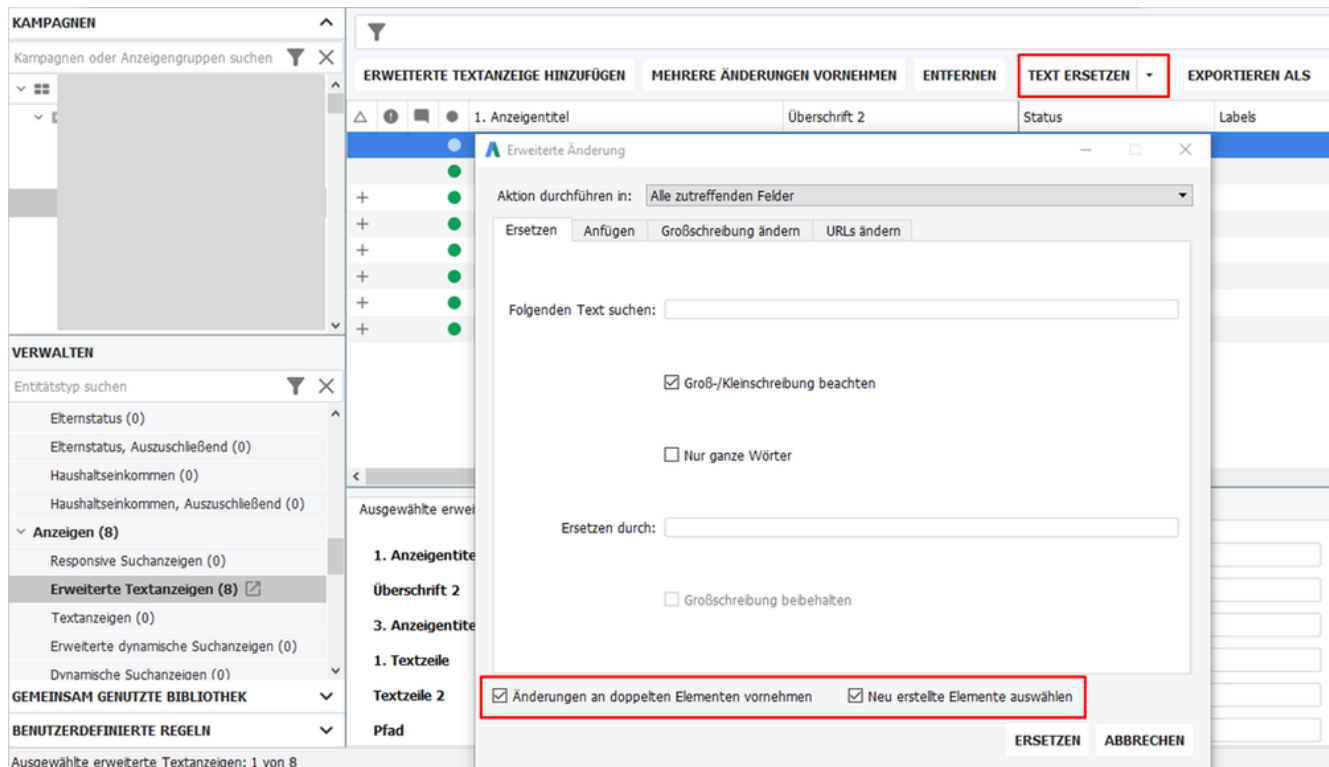 KAMPAGNEN
Kampagnen oder Anzeigengruppen suchen
ERWEITERTE TEXTANZEIGE HINZUFÜGEN MEHRERE ÄNDERUNGEN VORNEHMEN ENTFERNEN TEXT ERSETZEN EXPORTIEREN ALS
1. Anzeigentitel Überschrift 2 Status Labels
Erweiterte Änderung
Aktion durchführen in: Alle zutreffenden Felder
Ersetzen Anfügen Großschreibung ändern URLs ändern
Folgenden Text suchen:
Groß-/Kleinschreibung beachten
Nur ganze Wörter
Ersetzen durch:
Großschreibung beibehalten
Änderungen an doppelten Elementen vornehmen Neu erstellte Elemente auswählen
ERSETZEN ABBRECHEN
VERWALTEN
Entitätstyp suchen
Elternstatus (0)
Elternstatus, Auszuschließend (0)
Haushaltseinkommen (0)
Haushaltseinkommen, Auszuschließend (0)
Anzeigen (8)
Responsive Suchanzeigen (0)
Erweiterte Textanzeigen (8)
Textanzeigen (0)
Erweiterte dynamische Suchanzeigen (0)
Dynamische Suchanzeigen (0)
GEMEINSAM GENUTZTE BIBLIOTHEK
BENUTZERDEFINIERTE REGELN
Ausgewählte erwei
1. Anzeigentite
Überschrift 2
3. Anzeigentite
1. Textzeile
Textzeile 2
Pfad
Ausgewählte erweiterte Textanzeigen: 1 von 8